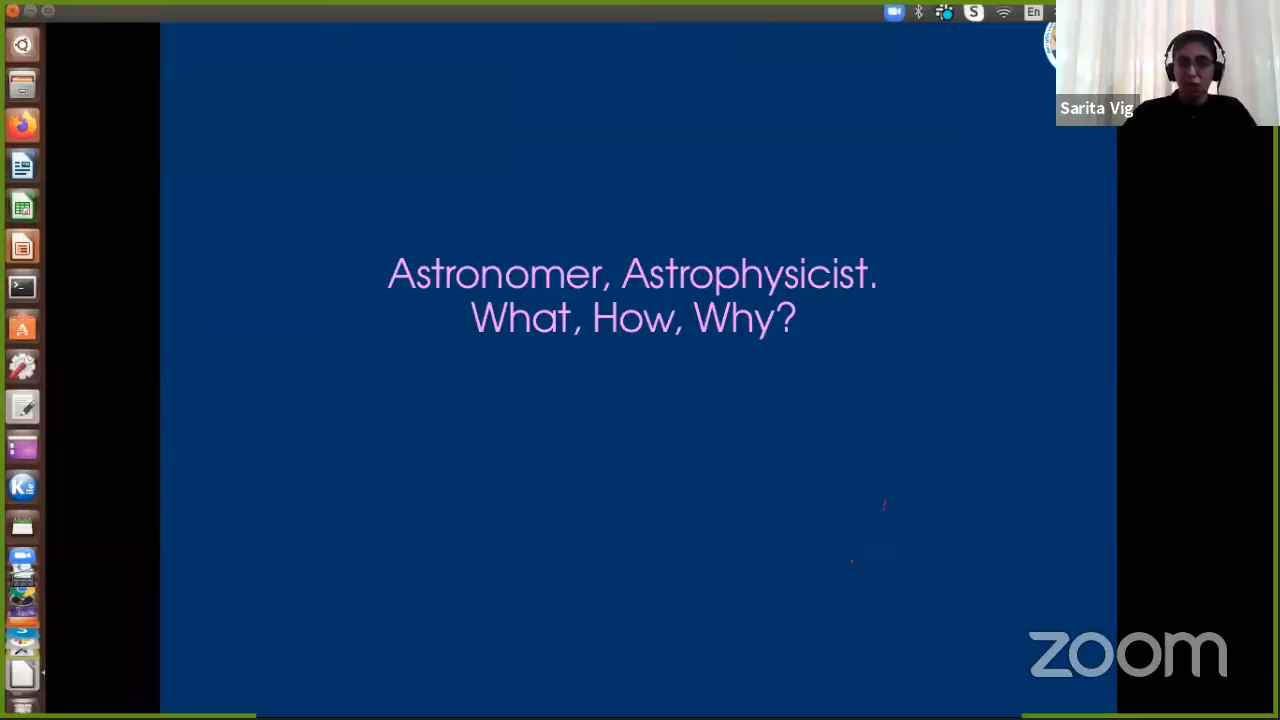 S
En
Sarita Vig
Astronomer, Astrophysicist.
What, How, Why?
zoom